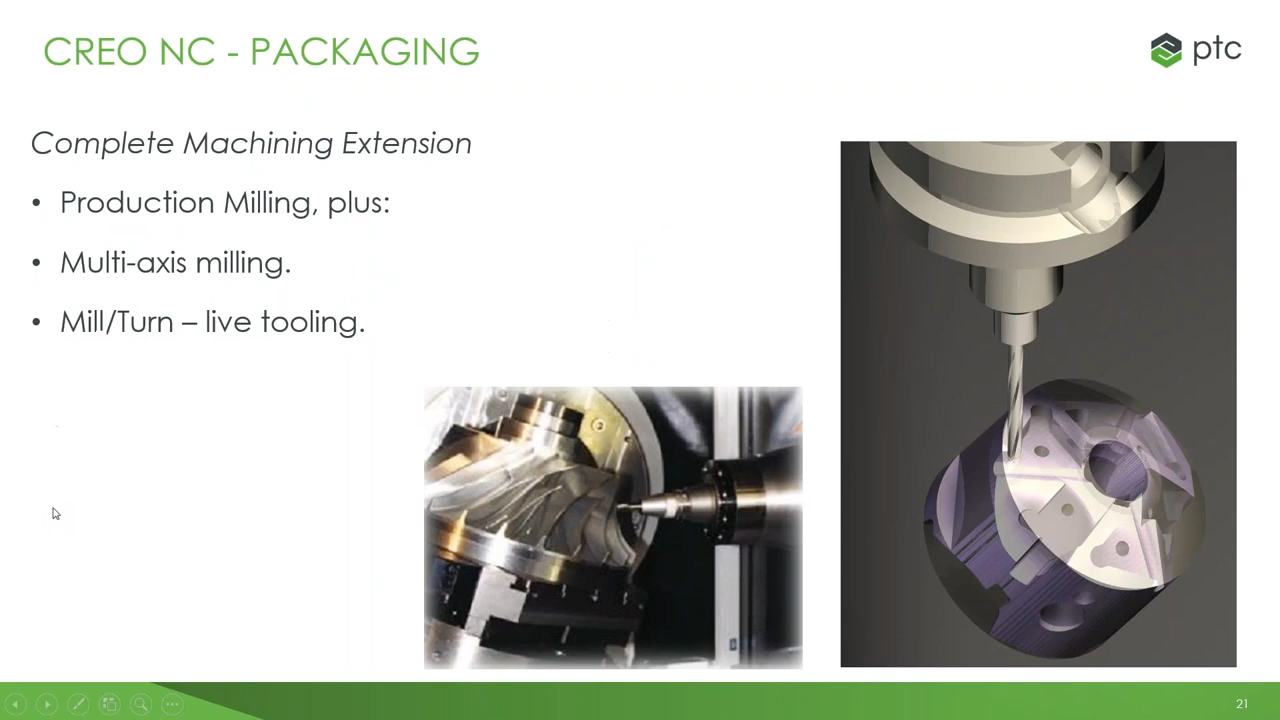 CREO NC - PACKAGING
ptc
Complete Machining Extension
• Production Milling, plus:
• Multi-axis milling.
• Mill/Turn – live tooling.
21